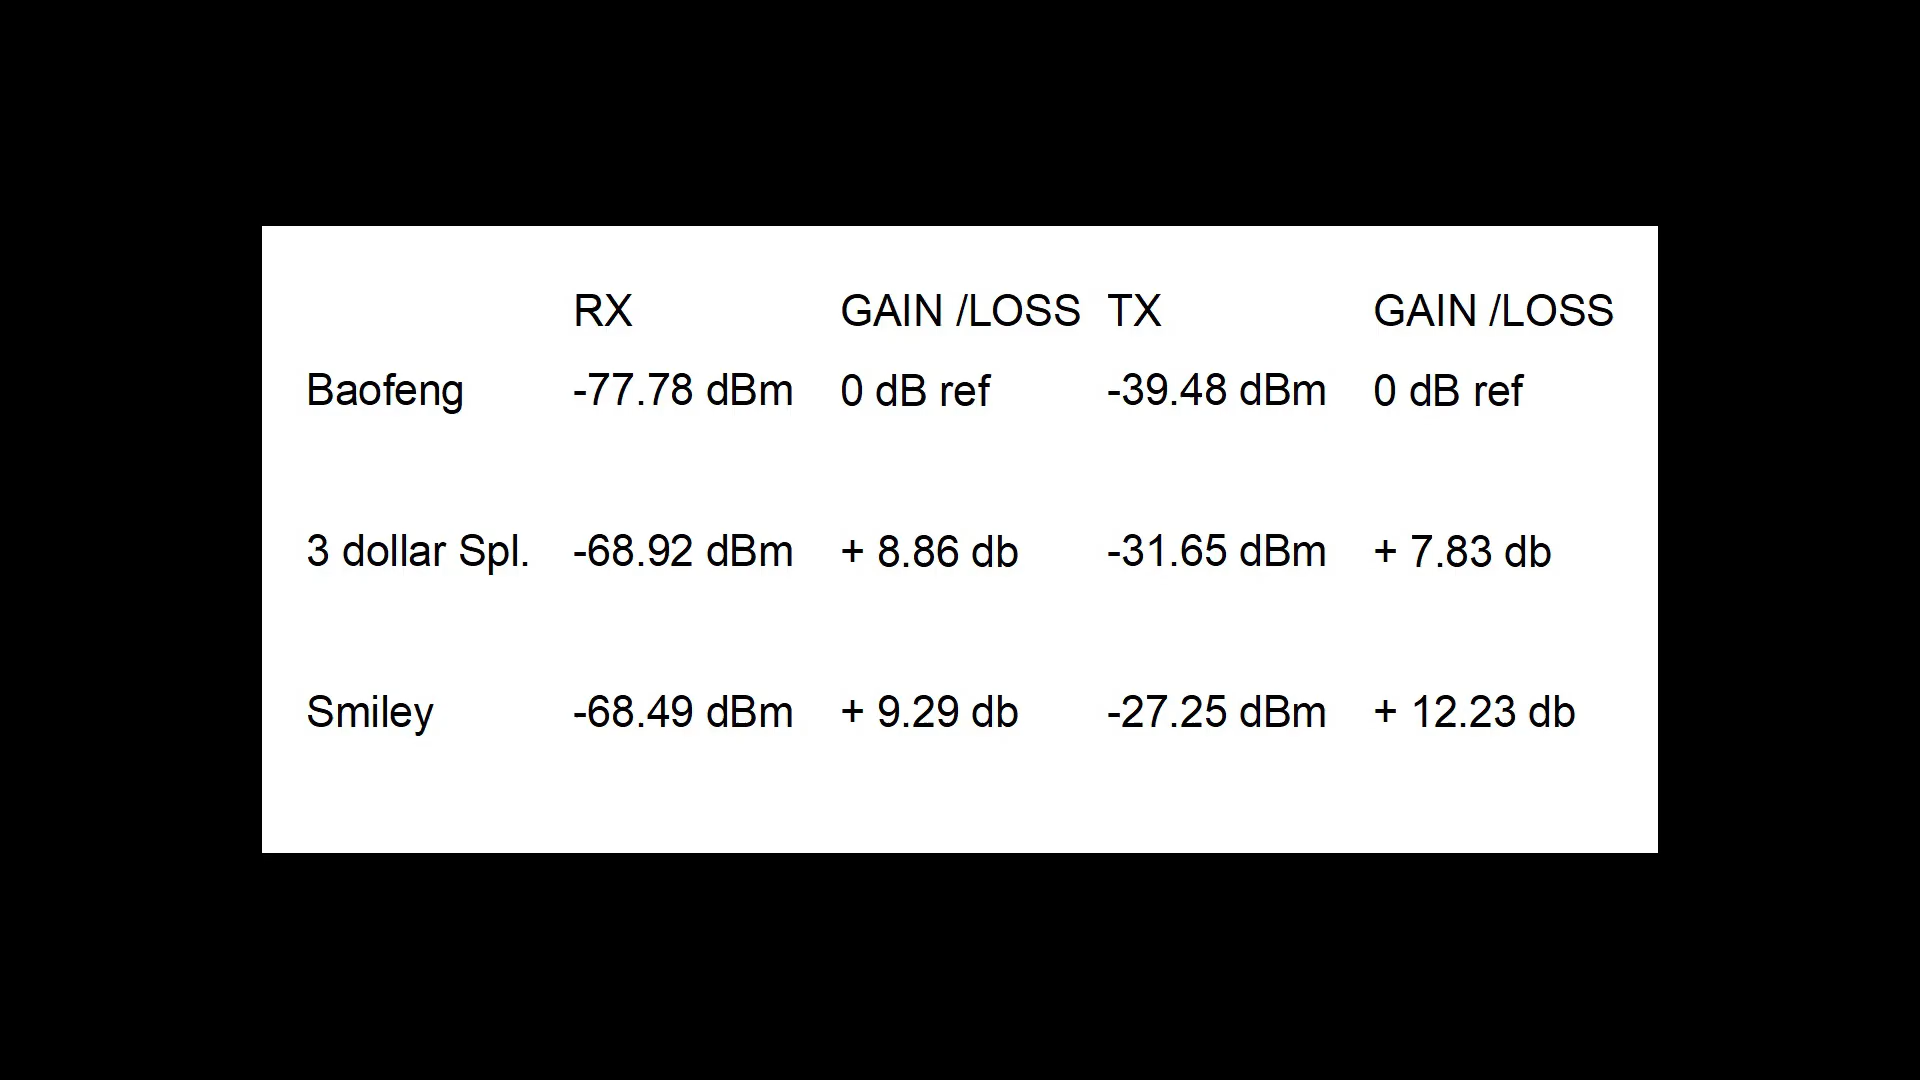 RX GAIN /LOSS TX GAIN /LOSS
Baofeng -77.78 dBm 0 dB ref -39.48 dBm 0 dB ref
3 dollar Spl. -68.92 dBm + 8.86 db -31.65 dBm + 7.83 db
Smiley -68.49 dBm + 9.29 db -27.25 dBm + 12.23 db